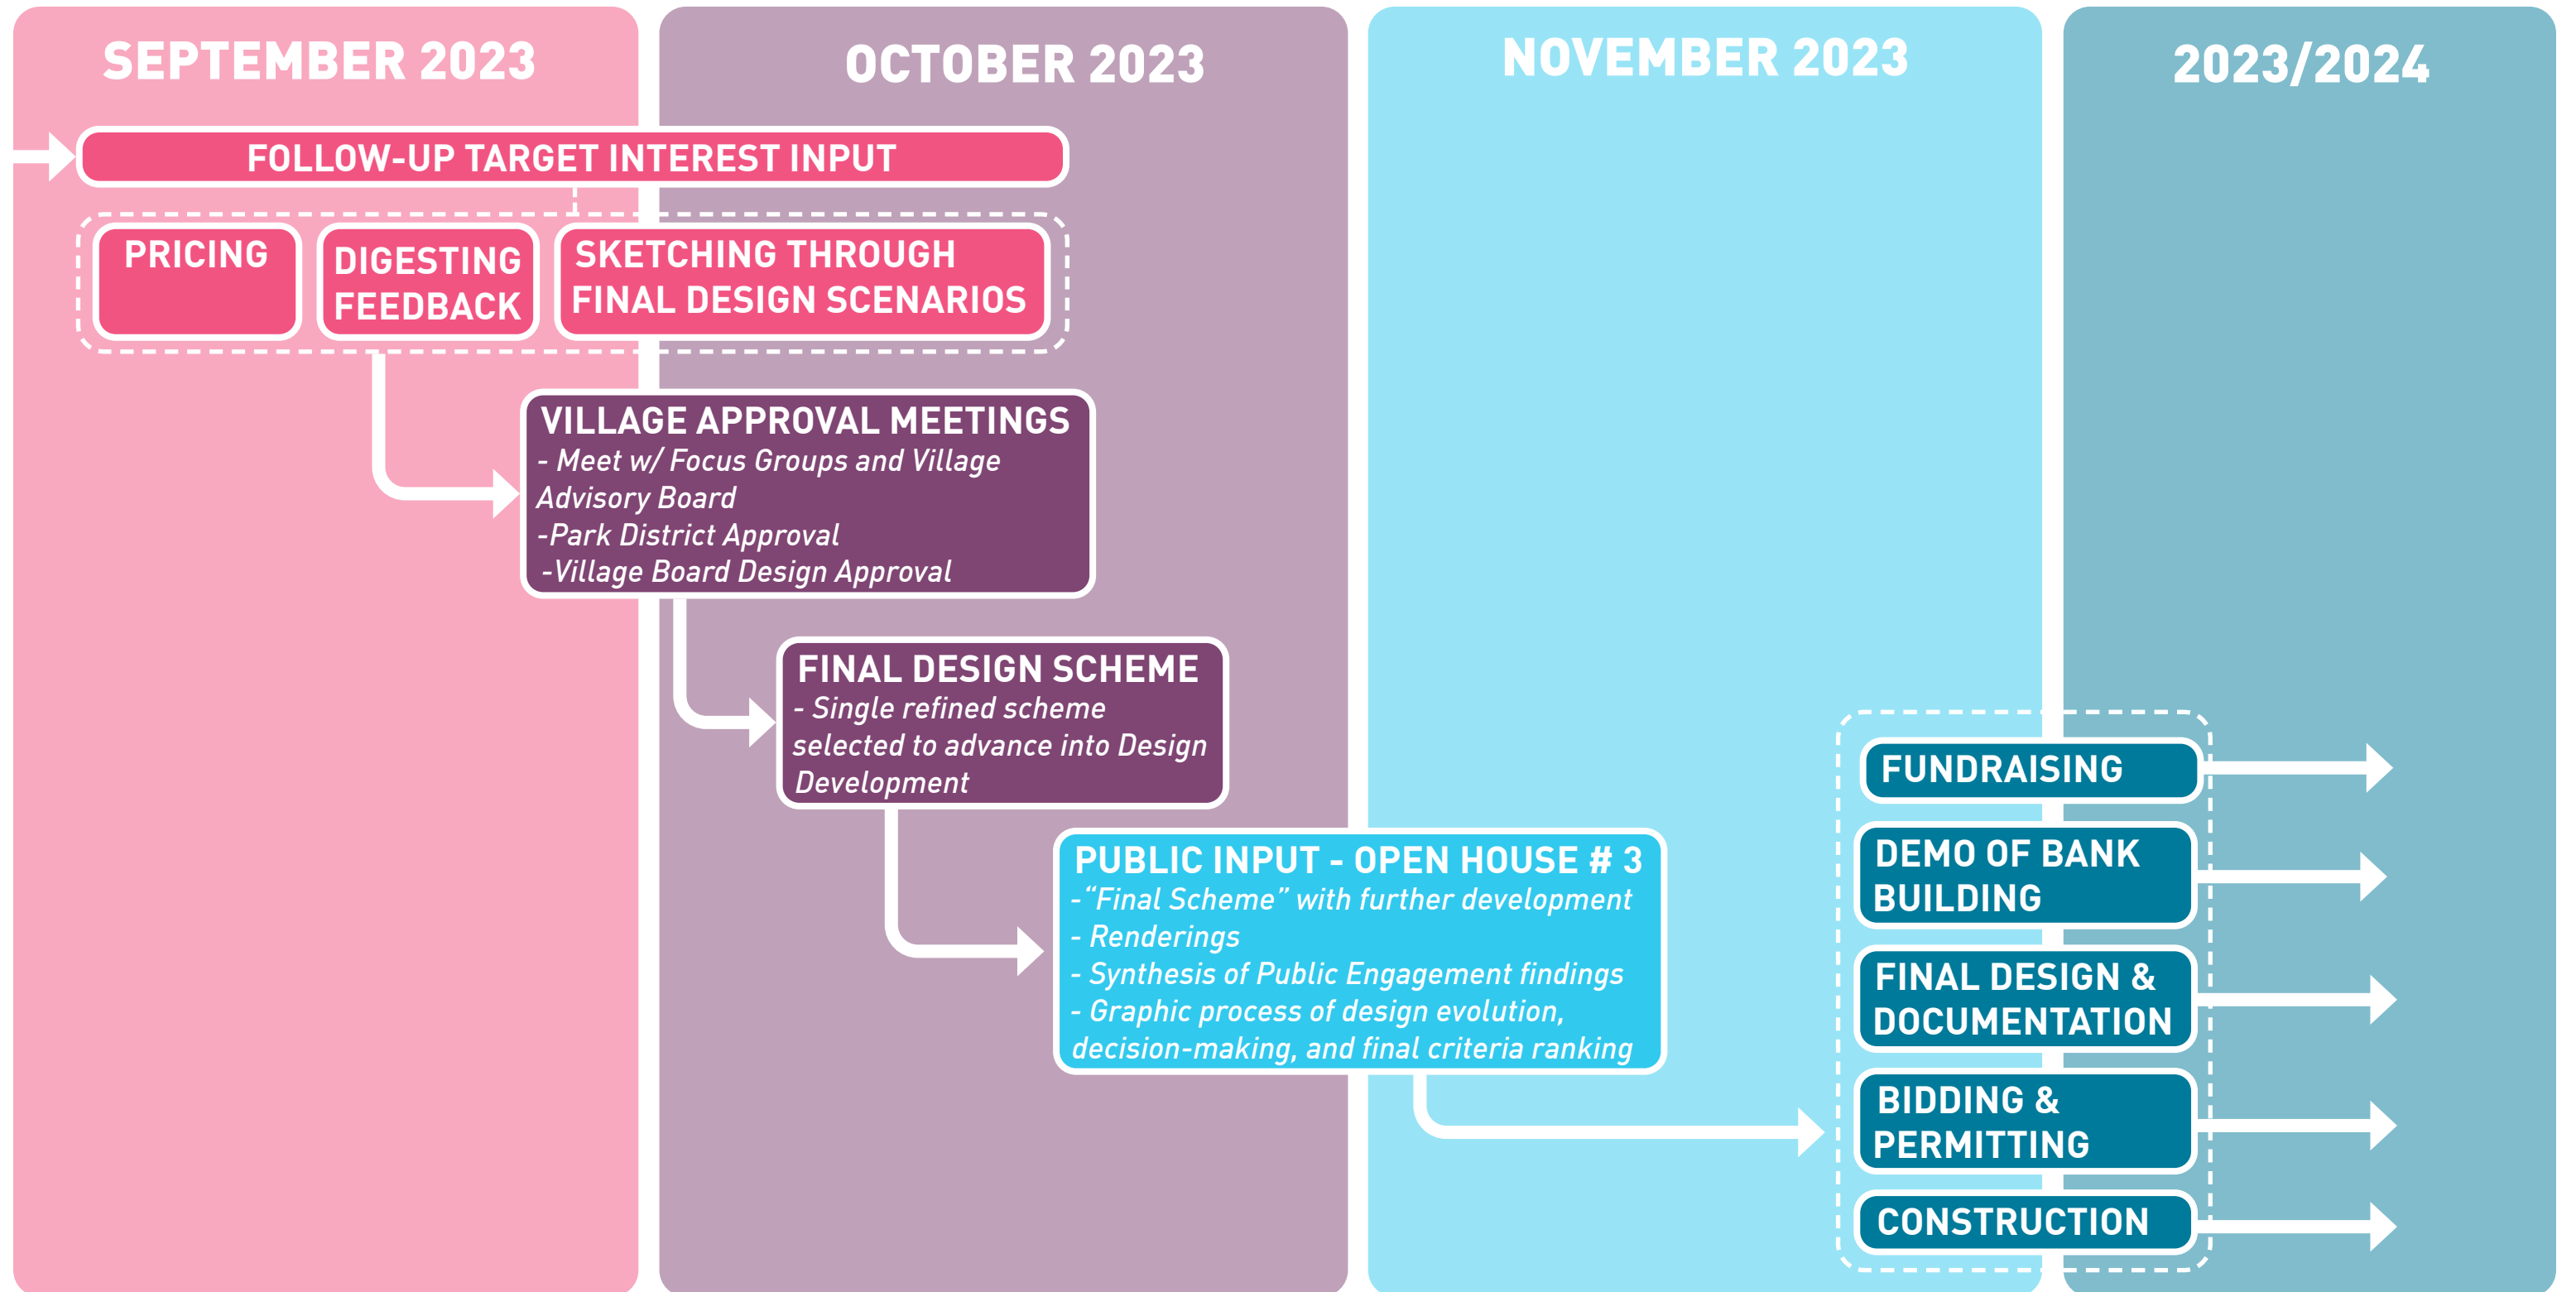 SEPTEMBER 2023
OCTOBER 2023
NOVEMBER 2023
2023/2024
FOLLOW-UP TARGET INTEREST INPUT
PRICING
DIGESTING
FEEDBACK
SKETCHING THROUGH
FINAL DESIGN SCENARIOS
VILLAGE APPROVAL MEETINGS
- Meet w/ Focus Groups and Village
Advisory Board
-Park District Approval
-Village Board Design Approval
FINAL DESIGN SCHEME
- Single refined scheme
selected to advance into Design
Development
PUBLIC INPUT - OPEN HOUSE # 3
-“Final Scheme” with further development
- Renderings
- Synthesis of Public Engagement findings
- Graphic process of design evolution,
decision-making, and final criteria ranking
FUNDRAISING
DEMO OF BANK
BUILDING
FINAL DESIGN &
DOCUMENTATION
BIDDING &
PERMITTING
CONSTRUCTION